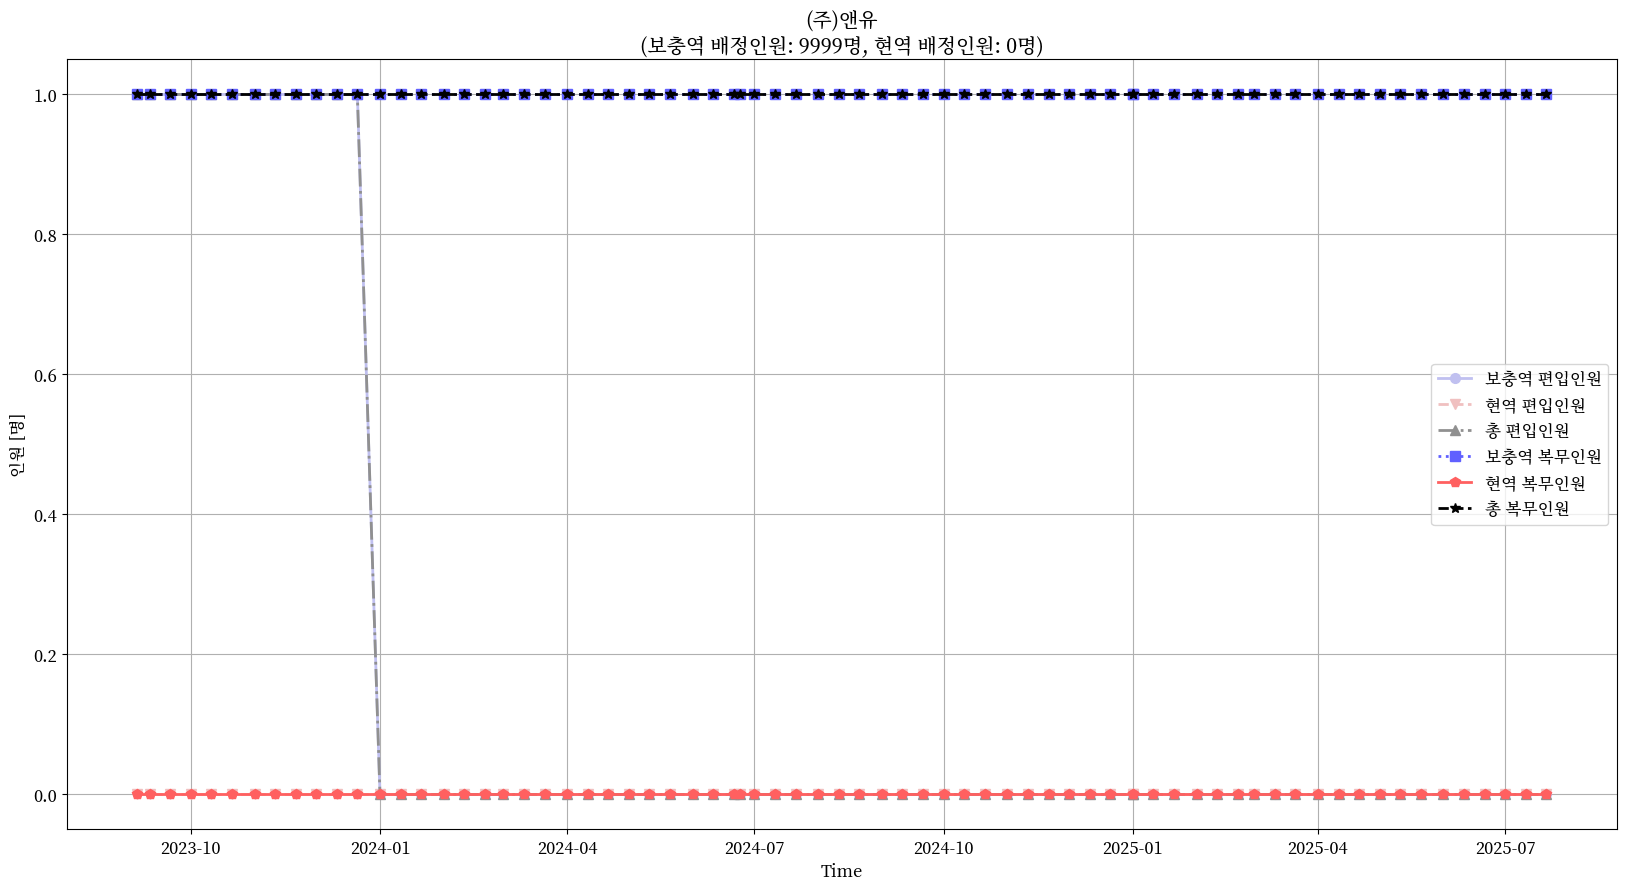 (주)앤유
(보충역 배정인원: 9999명, 현역 배정인원: 0명)
인원 [명]
1.0
0.8
0.6
0.4
0.2
0.0
보충역 편입인원
현역 편입인원
총 편입인원
보충역 복무인원
현역 복무인원
총 복무인원
2023-10
2024-01
2024-04
2024-07
2024-10
2025-01
2025-04
2025-07
Time